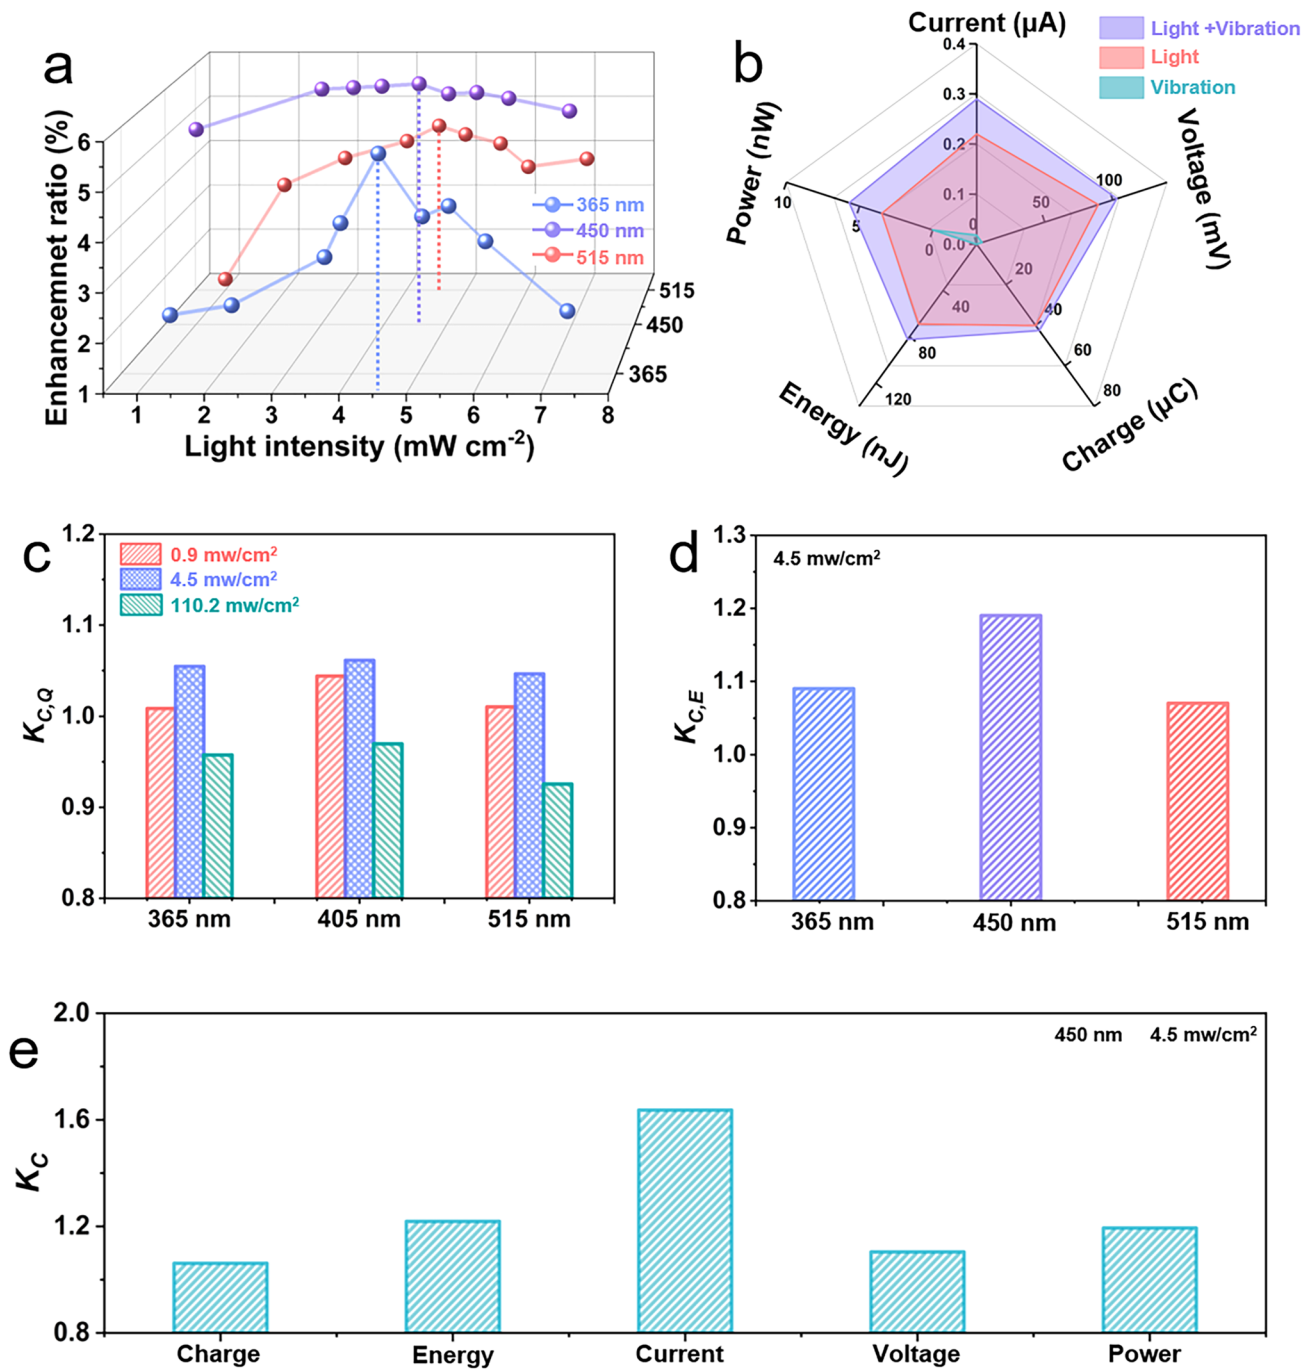 a
Enhancemnet ratio (%)
6
5
4
3
2
1
1 2 3 4 5 6 7 8
Light intensity (mW cm-2)
365 nm
450 nm
515 nm
515
450
365
b
Current (μA)
Light +Vibration
Light
Vibration
0.4
0.3
0.2
0.1
0.0
Voltage (mV)
100
50
0
Power (nW)
10
5
0
Charge (μC)
20
40
60
80
Energy (nJ)
40
80
120
c
KC,Q
1.2
1.1
1.0
0.9
0.8
0.9 mw/cm2
4.5 mw/cm2
110.2 mw/cm2
365 nm 405 nm 515 nm
d
KC,E
1.3
1.2
1.1
1.0
0.9
0.8
4.5 mw/cm2
365 nm 450 nm 515 nm
e
KC
2.0
1.6
1.2
0.8
450 nm 4.5 mw/cm2
Charge Energy Current Voltage Power